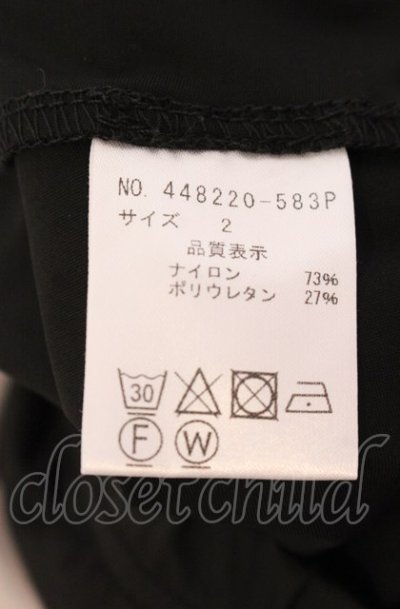 NO. 448220-583P
サイズ 2
品質表示
ナイロン 73%
ポリウレタン 27%
30
F W
closet child